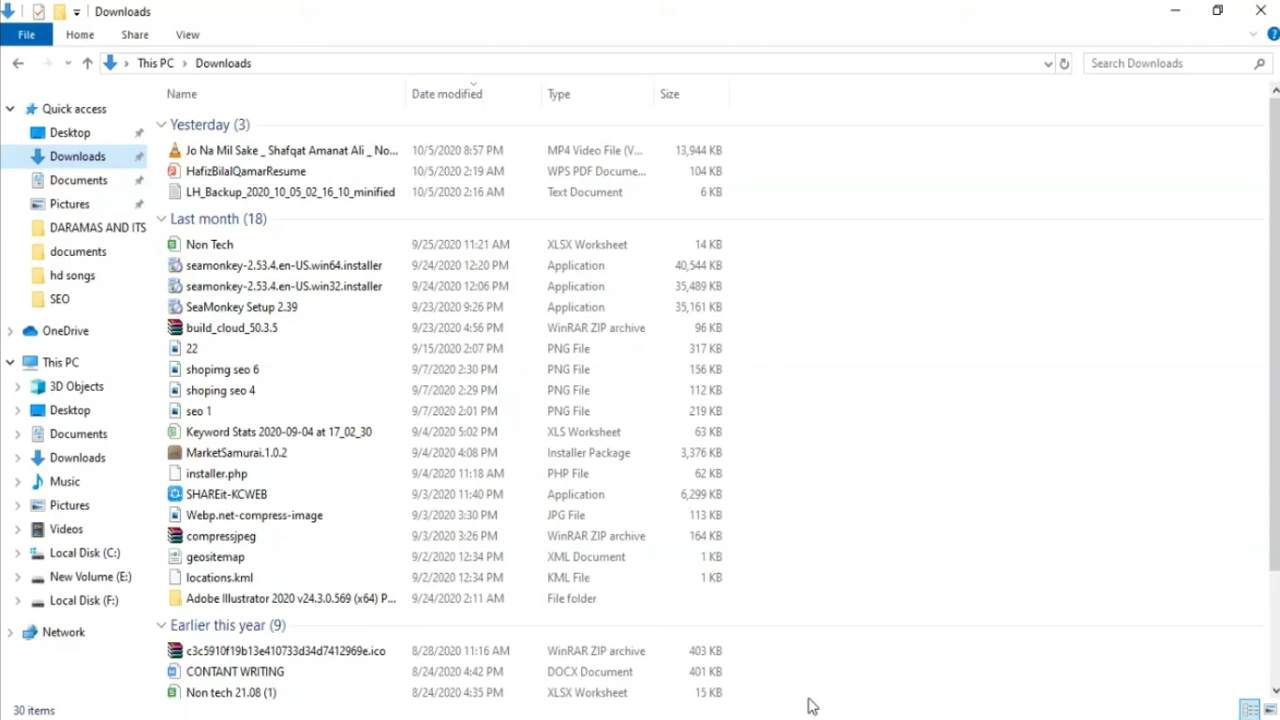 Downloads
File Home Share View
This PC Downloads Search Downloads
Name Date modified Type Size
Quick access
Desktop
Downloads
Documents
Pictures
DARAMAS AND ITS
documents
hd songs
SEO
OneDrive
This PC
3D Objects
Desktop
Documents
Downloads
Music
Pictures
Videos
Local Disk (C:)
New Volume (E:)
Local Disk (F:)
Network
Yesterday (3)
Jo Na Mil Sake _ Shafqat Amanat Ali _ No... 10/5/2020 8:57 PM MP4 Video File (V... 13,944 KB
HafizBilalQamarResume 10/5/2020 2:19 AM WPS PDF Docume... 104 KB
LH_Backup_2020_10_05_02_16_10_minified 10/5/2020 2:16 AM Text Document 6 KB
Last month (18)
Non Tech 9/25/2020 11:21 AM XLSX Worksheet 14 KB
seamonkey-2.53.4.en-US.win64.installer 9/24/2020 12:20 PM Application 40,544 KB
seamonkey-2.53.4.en-US.win32.installer 9/24/2020 12:06 PM Application 35,489 KB
SeaMonkey Setup 2.39 9/23/2020 9:26 PM Application 35,161 KB
build_cloud_50.3.5 9/23/2020 4:56 PM WinRAR ZIP archive 96 KB
22 9/15/2020 2:07 PM PNG File 317 KB
shopimg seo 6 9/7/2020 2:30 PM PNG File 156 KB
shoping seo 4 9/7/2020 2:29 PM PNG File 112 KB
seo 1 9/7/2020 2:01 PM PNG File 219 KB
Keyword Stats 2020-09-04 at 17_02_30 9/4/2020 5:02 PM XLS Worksheet 63 KB
MarketSamurai.1.0.2 9/4/2020 4:08 PM Installer Package 3,376 KB
installer.php 9/4/2020 11:18 AM PHP File 62 KB
SHAREit-KCWEB 9/3/2020 11:40 PM Application 6,299 KB
Webp.net-compress-image 9/3/2020 3:30 PM JPG File 113 KB
compressjpeg 9/3/2020 3:26 PM WinRAR ZIP archive 164 KB
geositemap 9/2/2020 12:34 PM XML Document 1 KB
locations.kml 9/2/2020 12:34 PM KML File 1 KB
Adobe Illustrator 2020 v24.3.0.569 (x64) P... 9/24/2020 2:11 AM File folder
Earlier this year (9)
c3c5910f19b13e410733d34d7412969e.ico 8/28/2020 11:16 AM WinRAR ZIP archive 403 KB
CONTANT WRITING 8/24/2020 4:42 PM DOCX Document 401 KB
Non tech 21.08 (1) 8/24/2020 4:35 PM XLSX Worksheet 15 KB
30 items